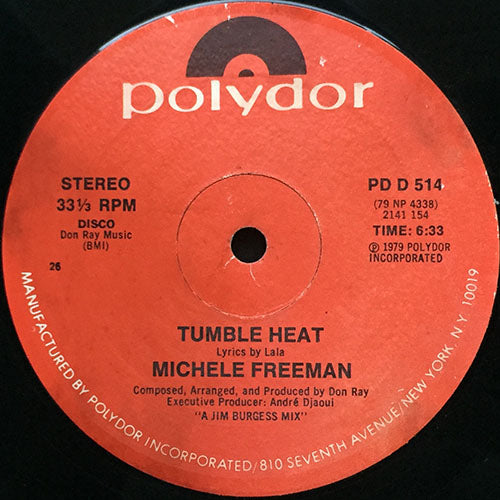 polydor
STEREO
33⅓ RPM
DISCO
Don Ray Music
(BMI)
26
PD D 514
(79 NP 4338)
2141 154
TIME: 6:33
℗ 1979 POLYDOR
INCORPORATED
TUMBLE HEAT
Lyrics by Lala
MICHELE FREEMAN
Composed, Arranged, and Produced by Don Ray
Executive Producer: André Djaoui
"A JIM BURGESS MIX"
MANUFACTURED BY POLYDOR INCORPORATED/810 SEVENTH AVENUE/NEW YORK, N.Y. 10019